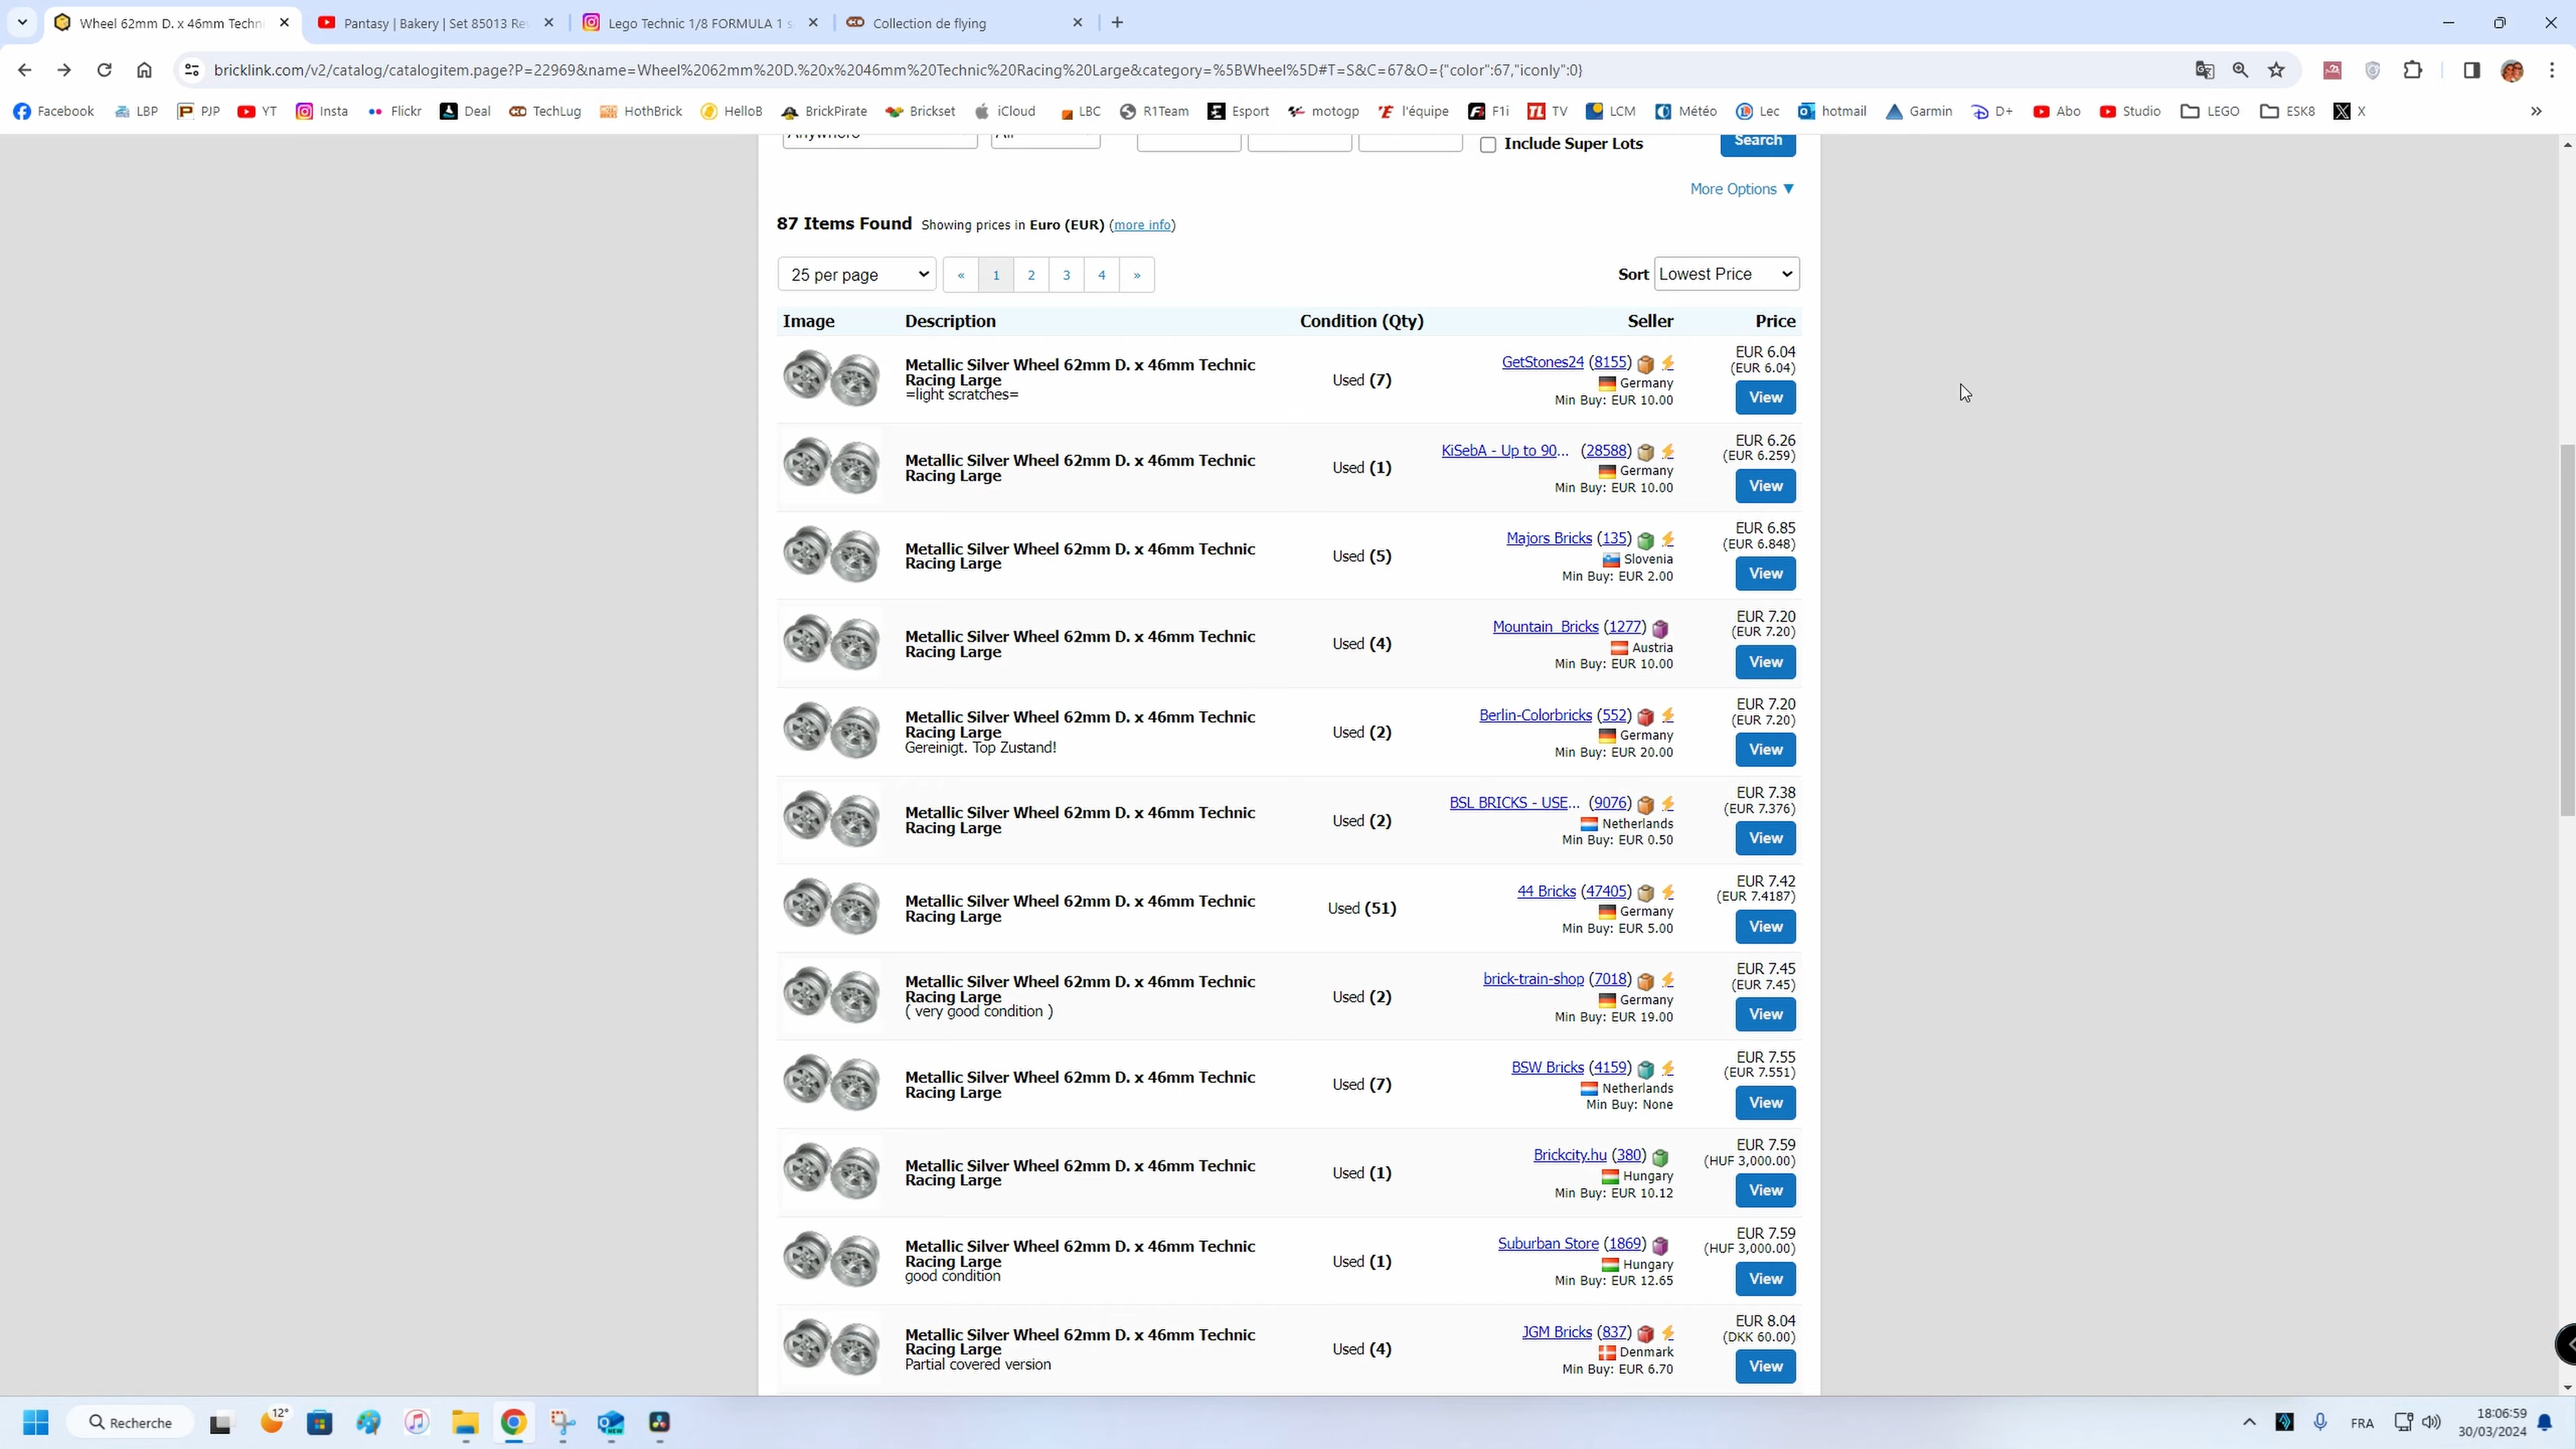 Wheel 62mm D. x 46mm Techni
Pantasy | Bakery | Set 85013 Re
Lego Technic 1/8 FORMULA 1 s
Collection de flying
bricklink.com/v2/catalog/catalogitem.page?P=22969&name=Wheel%2062mm%20D.%20x%2046mm%20Technic%20Racing%20Large&category=%5BWheel%5D#T=S&C=67&O={"color":67,"iconly":0}
Facebook LBP PJP YT Insta Flickr Deal TechLug HothBrick HelloB BrickPirate Brickset iCloud LBC R1Team Esport motogp l'équipe F1i TV LCM Météo Lec hotmail Garmin D+ Abo Studio LEGO ESK8 X
Include Super Lots
Search
More Options ▼
87 Items Found Showing prices in Euro (EUR) (more info)
25 per page « 1 2 3 4 » Sort Lowest Price
Image Description Condition (Qty) Seller Price
Metallic Silver Wheel 62mm D. x 46mm Technic
Racing Large
=light scratches=
Used (7)
GetStones24 (8155)
Germany
Min Buy: EUR 10.00
EUR 6.04
(EUR 6.04)
View
Metallic Silver Wheel 62mm D. x 46mm Technic
Racing Large
Used (1)
KiSebA - Up to 90... (28588)
Germany
Min Buy: EUR 10.00
EUR 6.26
(EUR 6.259)
View
Metallic Silver Wheel 62mm D. x 46mm Technic
Racing Large
Used (5)
Majors Bricks (135)
Slovenia
Min Buy: EUR 2.00
EUR 6.85
(EUR 6.848)
View
Metallic Silver Wheel 62mm D. x 46mm Technic
Racing Large
Used (4)
Mountain_Bricks (1277)
Austria
Min Buy: EUR 10.00
EUR 7.20
(EUR 7.20)
View
Metallic Silver Wheel 62mm D. x 46mm Technic
Racing Large
Gereinigt. Top Zustand!
Used (2)
Berlin-Colorbricks (552)
Germany
Min Buy: EUR 20.00
EUR 7.20
(EUR 7.20)
View
Metallic Silver Wheel 62mm D. x 46mm Technic
Racing Large
Used (2)
BSL BRICKS - USE... (9076)
Netherlands
Min Buy: EUR 0.50
EUR 7.38
(EUR 7.376)
View
Metallic Silver Wheel 62mm D. x 46mm Technic
Racing Large
Used (51)
44 Bricks (47405)
Germany
Min Buy: EUR 5.00
EUR 7.42
(EUR 7.4187)
View
Metallic Silver Wheel 62mm D. x 46mm Technic
Racing Large
( very good condition )
Used (2)
brick-train-shop (7018)
Germany
Min Buy: EUR 19.00
EUR 7.45
(EUR 7.45)
View
Metallic Silver Wheel 62mm D. x 46mm Technic
Racing Large
Used (7)
BSW Bricks (4159)
Netherlands
Min Buy: None
EUR 7.55
(EUR 7.551)
View
Metallic Silver Wheel 62mm D. x 46mm Technic
Racing Large
Used (1)
Brickcity.hu (380)
Hungary
Min Buy: EUR 10.12
EUR 7.59
(HUF 3,000.00)
View
Metallic Silver Wheel 62mm D. x 46mm Technic
Racing Large
good condition
Used (1)
Suburban Store (1869)
Hungary
Min Buy: EUR 12.65
EUR 7.59
(HUF 3,000.00)
View
Metallic Silver Wheel 62mm D. x 46mm Technic
Racing Large
Partial covered version
Used (4)
JGM Bricks (837)
Denmark
Min Buy: EUR 6.70
EUR 8.04
(DKK 60.00)
View
Recherche
12°
FRA
18:06:59
30/03/2024